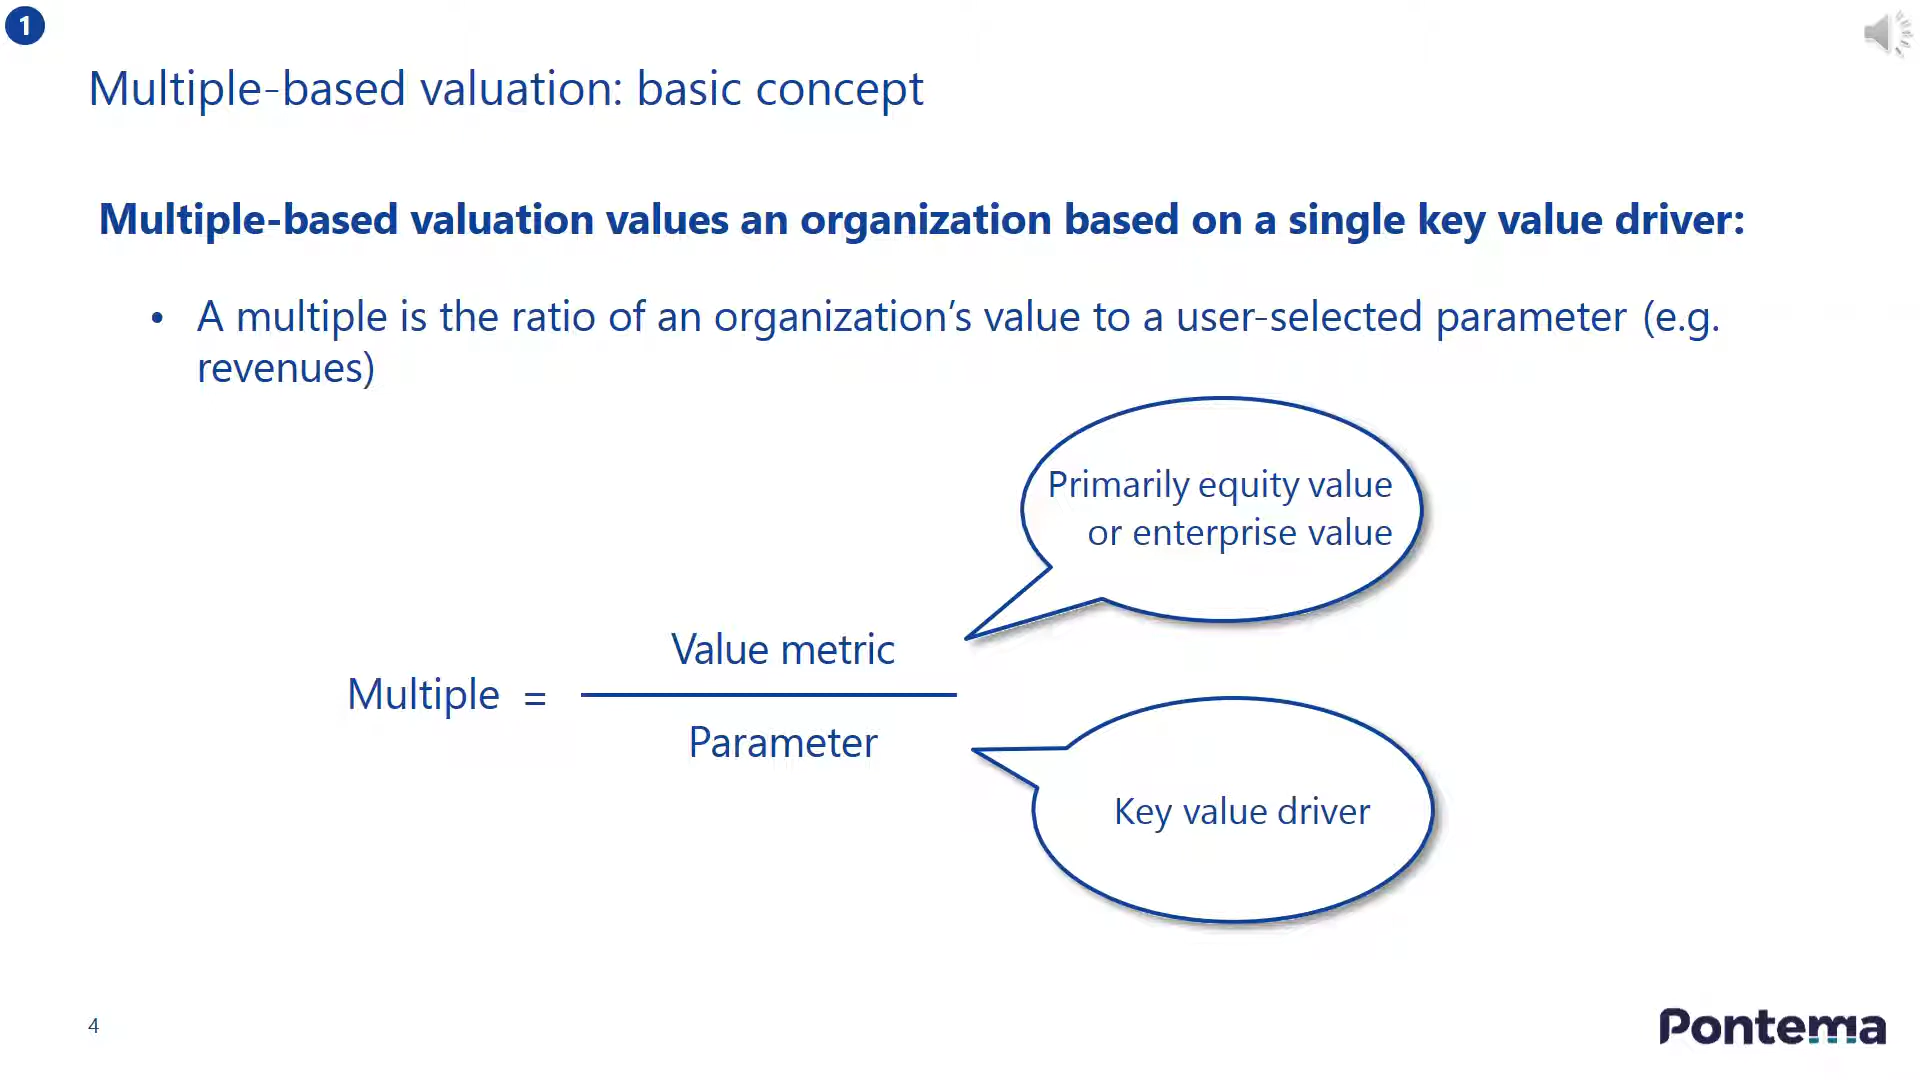 1
Multiple-based valuation: basic concept
Multiple-based valuation values an organization based on a single key value driver:
• A multiple is the ratio of an organization’s value to a user-selected parameter (e.g.
revenues)
Primarily equity value
or enterprise value
Value metric
Multiple =
Parameter
Key value driver
4
Pontema